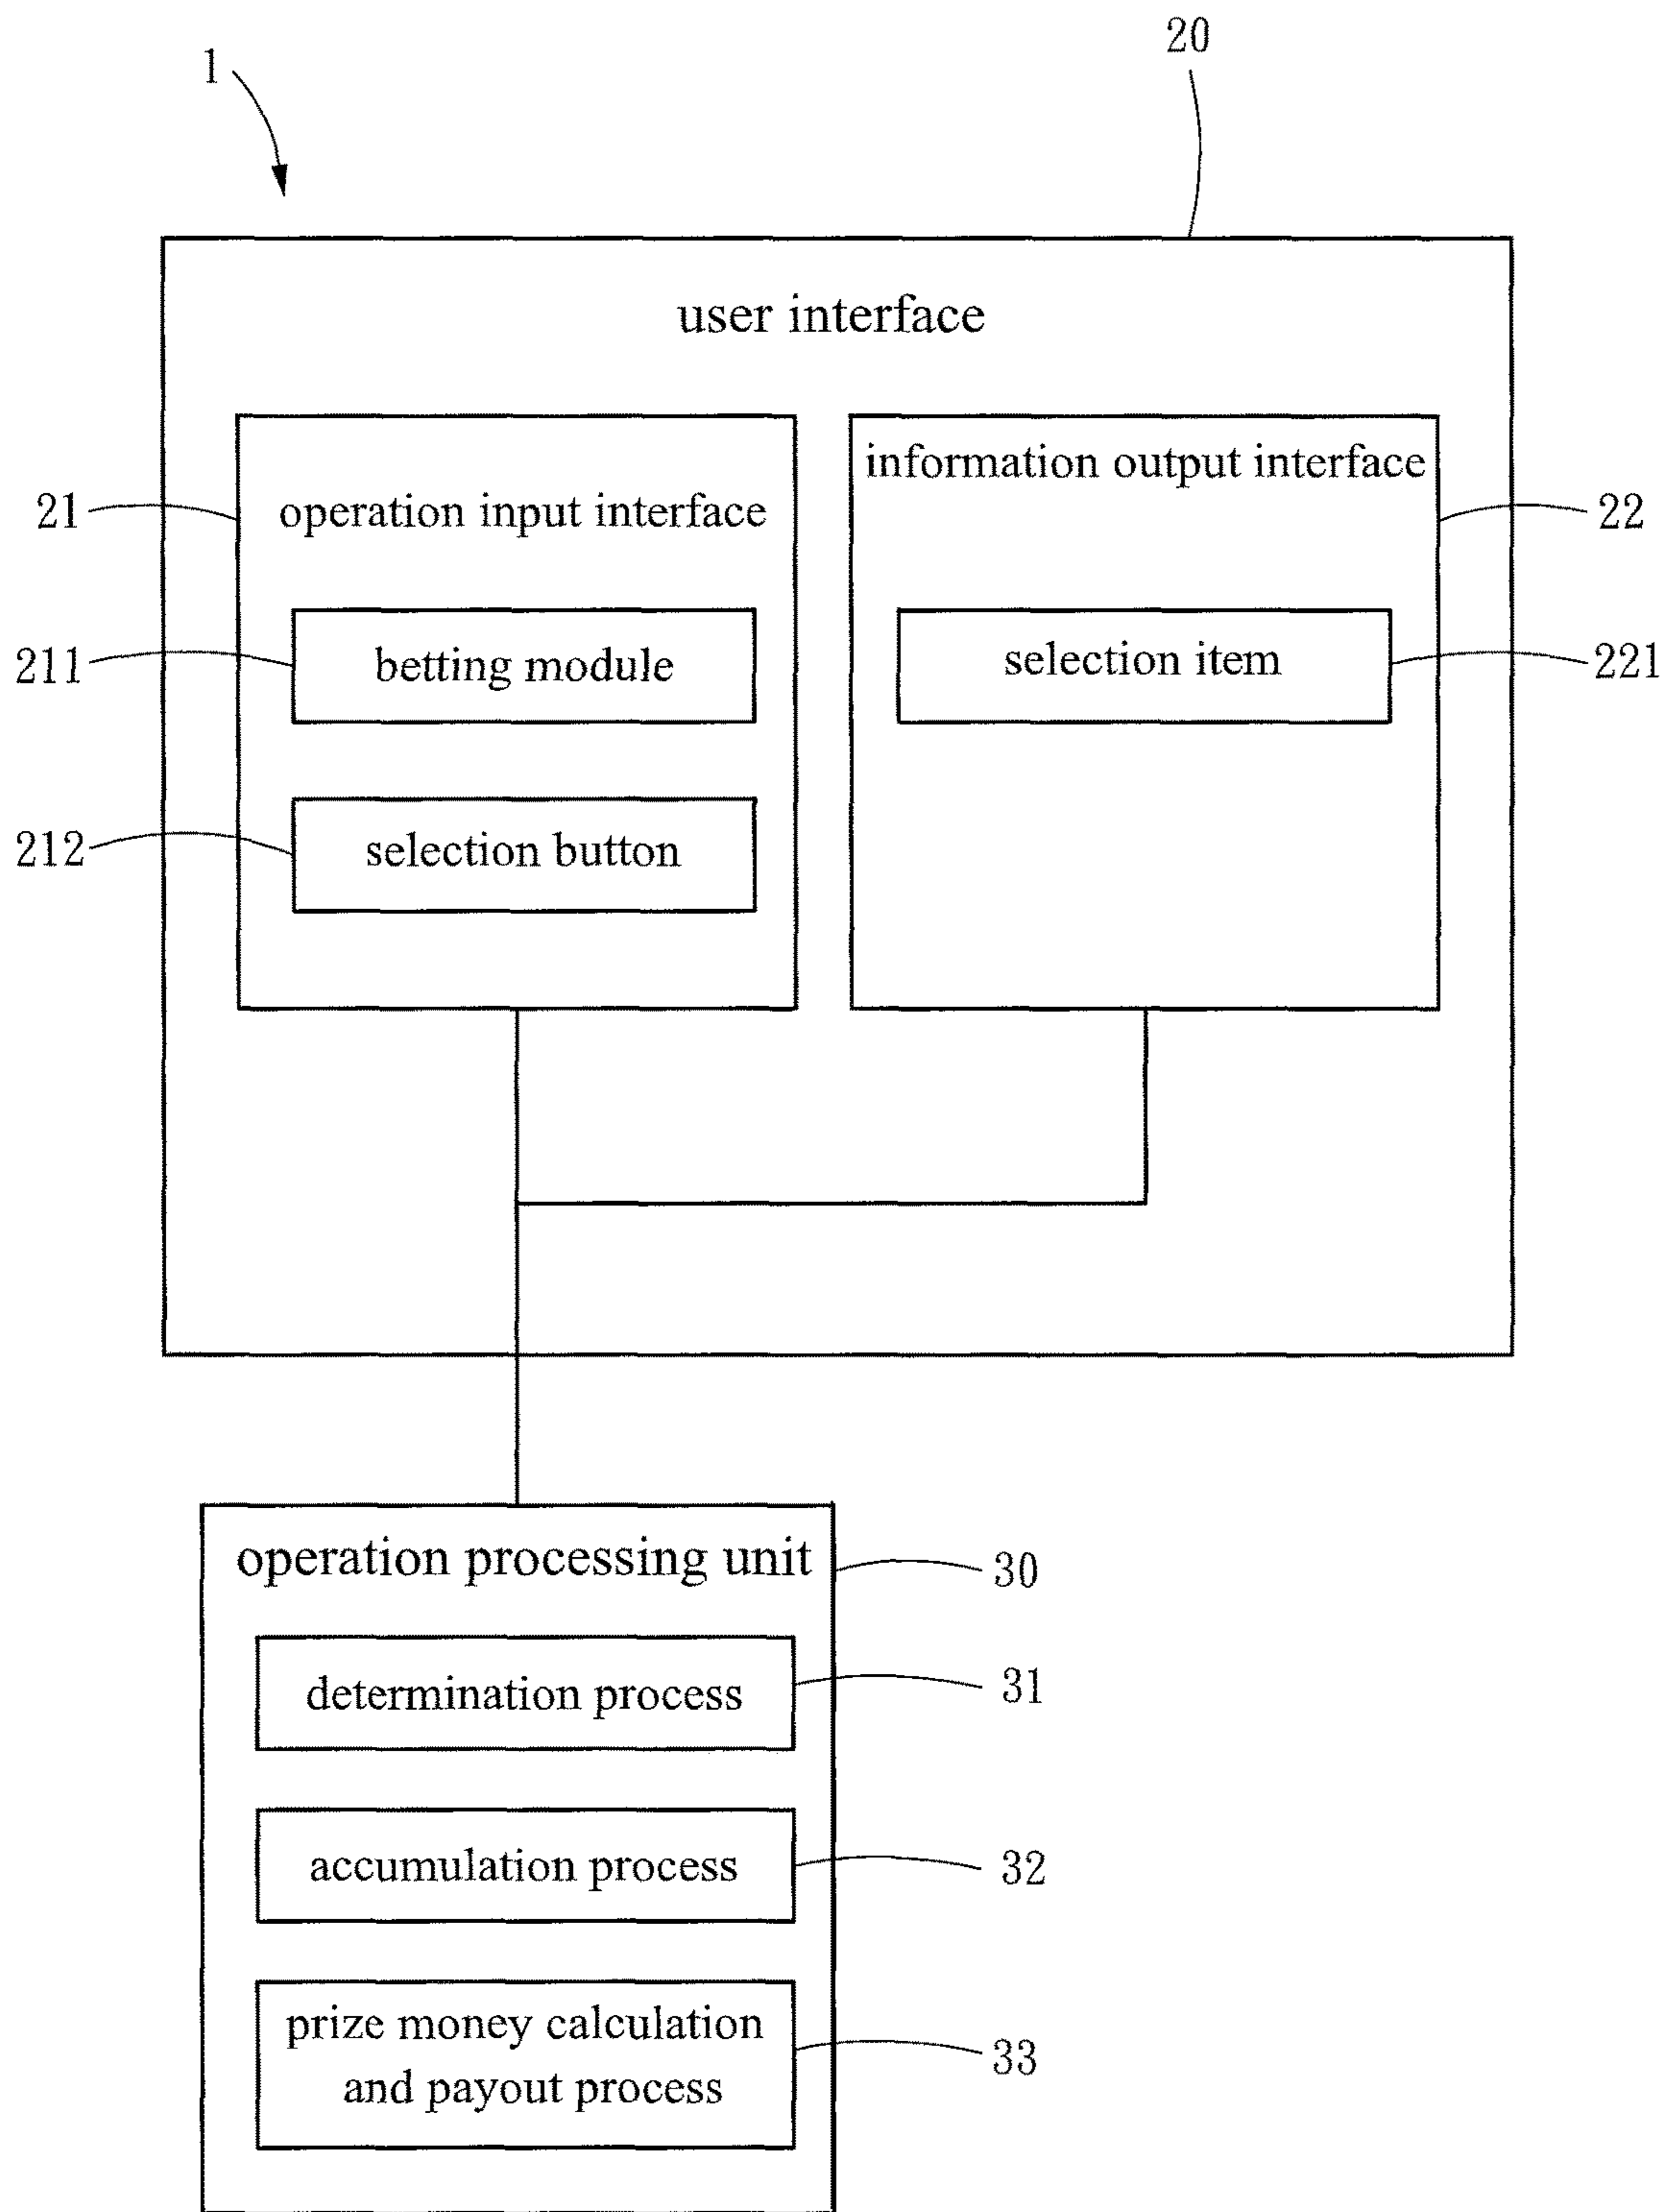 1
20
user interface
information output interface
21
operation input interface
22
211
betting module
selection item
221
212
selection button
operation processing unit
30
determination process
31
accumulation process
32
prize money calculation
and payout process
33